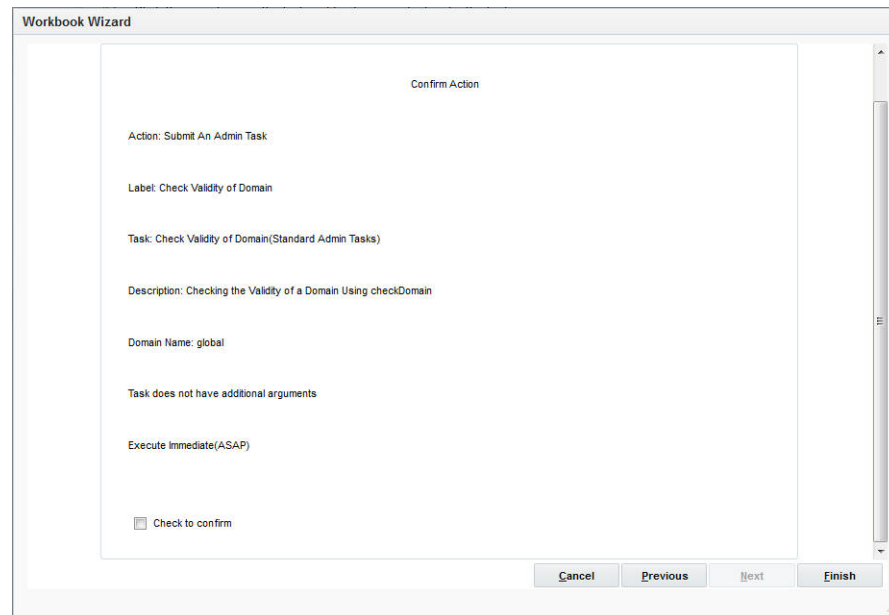 Workbook Wizard
Confirm Action
Action: Submit An Admin Task
Label: Check Validity of Domain
Task: Check Validity of Domain(Standard Admin Tasks)
Description: Checking the Validity of a Domain Using checkDomain
Domain Name: global
Task does not have additional arguments
Execute Immediate(ASAP)
Check to confirm
Cancel Previous Next Finish